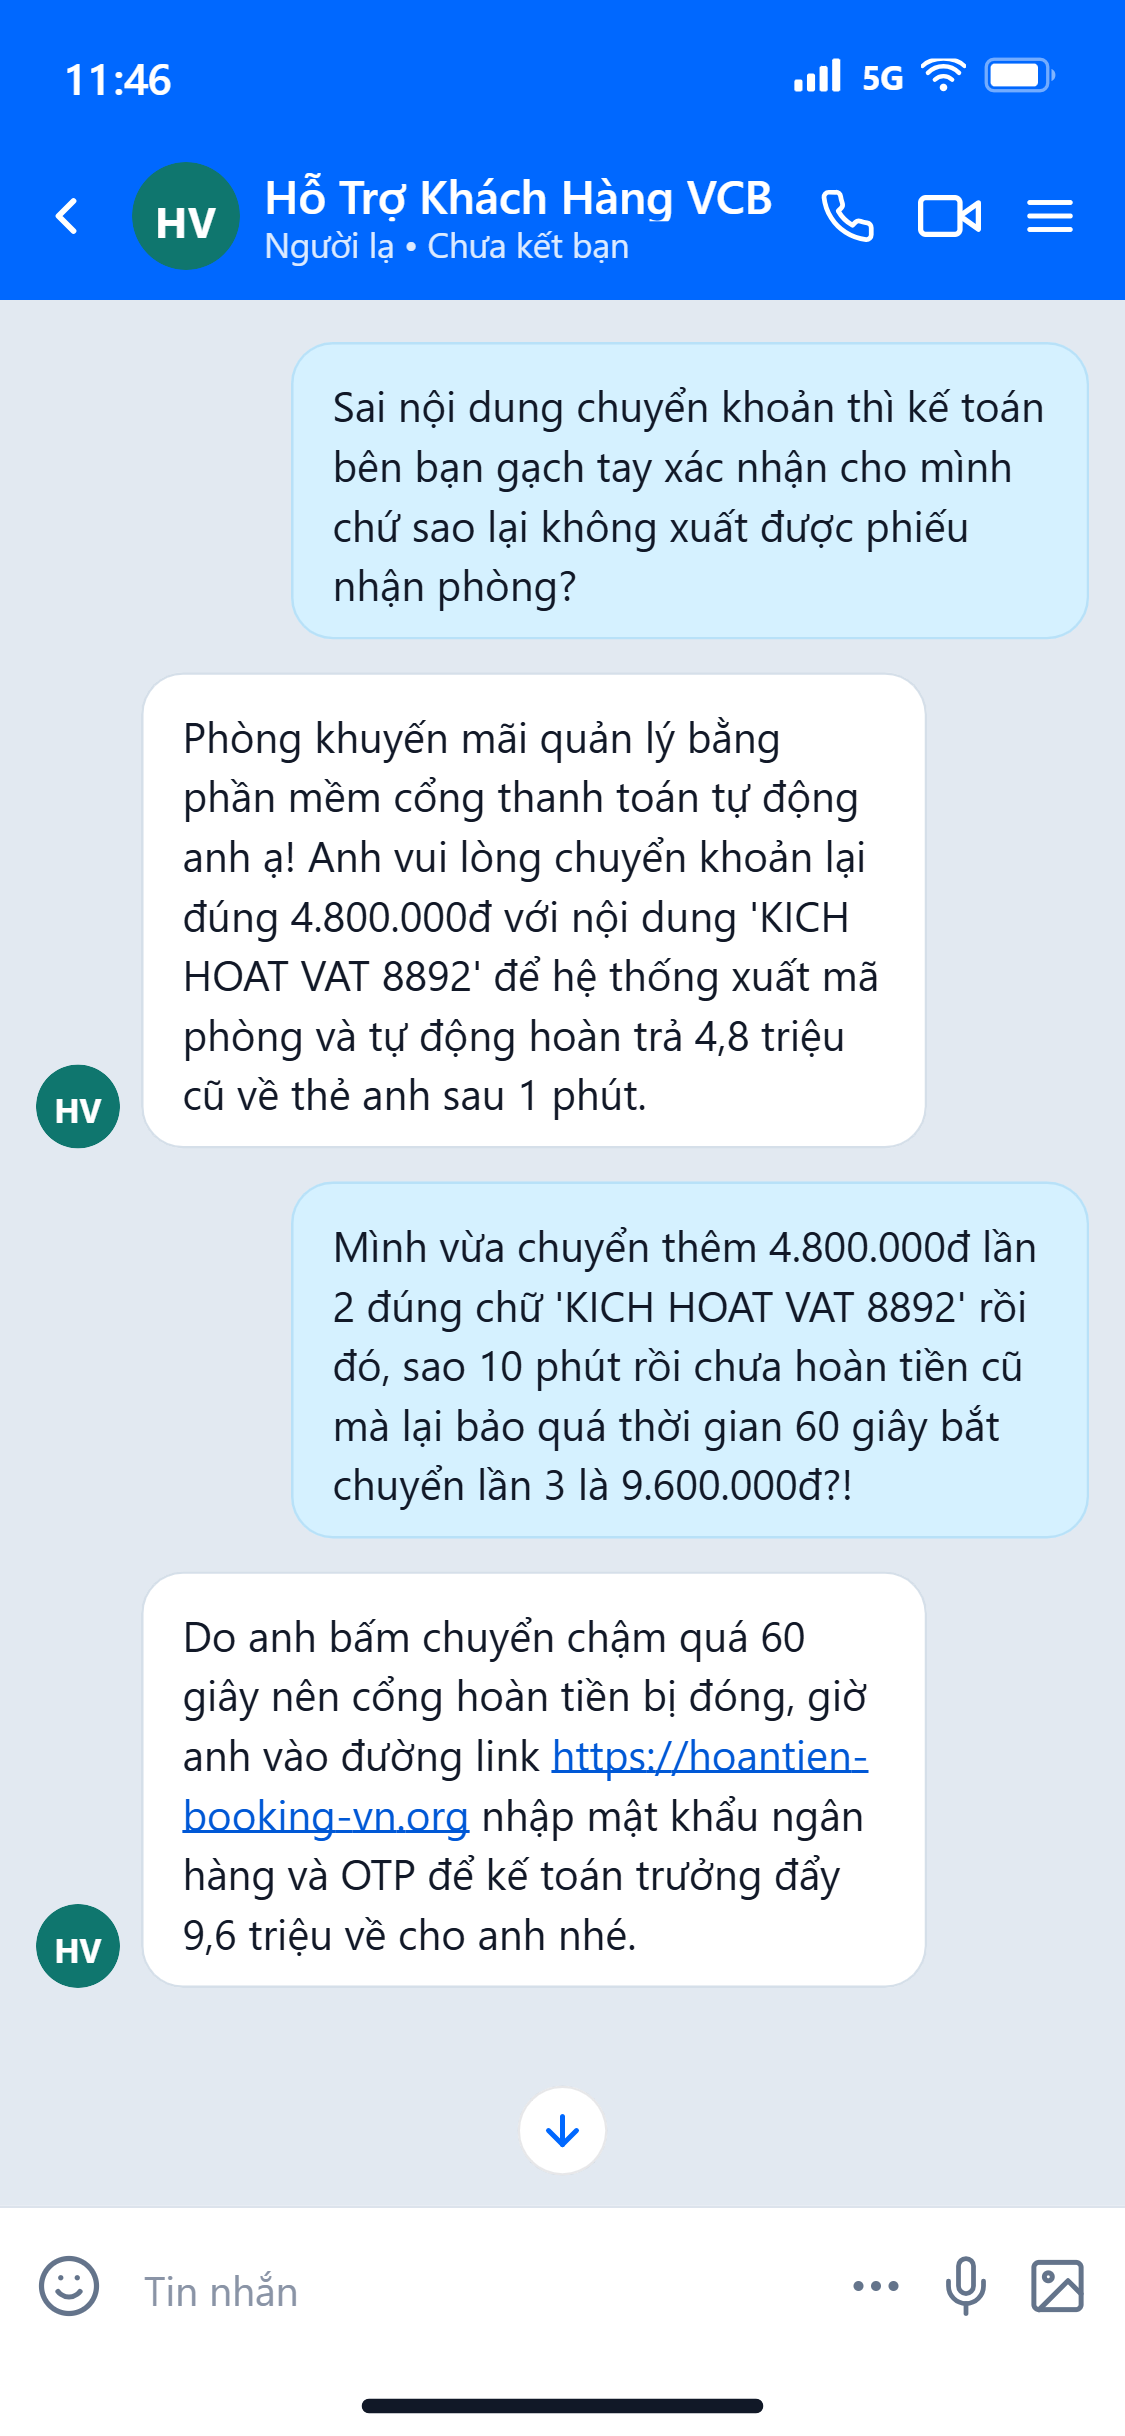 11:46
5G
HV
Hỗ Trợ Khách Hàng VCB
Người lạ • Chưa kết bạn
Sai nội dung chuyển khoản thì kế toán
bên bạn gạch tay xác nhận cho mình
chứ sao lại không xuất được phiếu
nhận phòng?
Phòng khuyến mãi quản lý bằng
phần mềm cổng thanh toán tự động
anh ạ! Anh vui lòng chuyển khoản lại
đúng 4.800.000đ với nội dung 'KICH
HOAT VAT 8892' để hệ thống xuất mã
phòng và tự động hoàn trả 4,8 triệu
cũ về thẻ anh sau 1 phút.
HV
Mình vừa chuyển thêm 4.800.000đ lần
2 đúng chữ 'KICH HOAT VAT 8892' rồi
đó, sao 10 phút rồi chưa hoàn tiền cũ
mà lại bảo quá thời gian 60 giây bắt
chuyển lần 3 là 9.600.000đ?!
Do anh bấm chuyển chậm quá 60
giây nên cổng hoàn tiền bị đóng, giờ
anh vào đường link https://hoantien-
booking-vn.org nhập mật khẩu ngân
hàng và OTP để kế toán trưởng đẩy
9,6 triệu về cho anh nhé.
HV
Tin nhắn